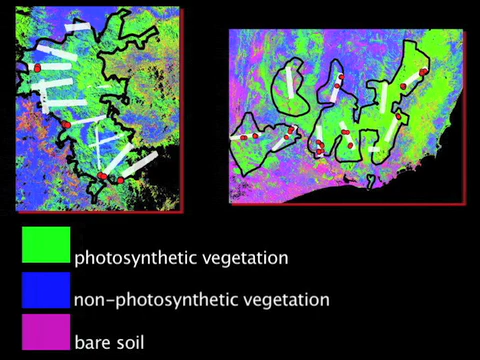 photosynthetic vegetation
non-photosynthetic vegetation
bare soil